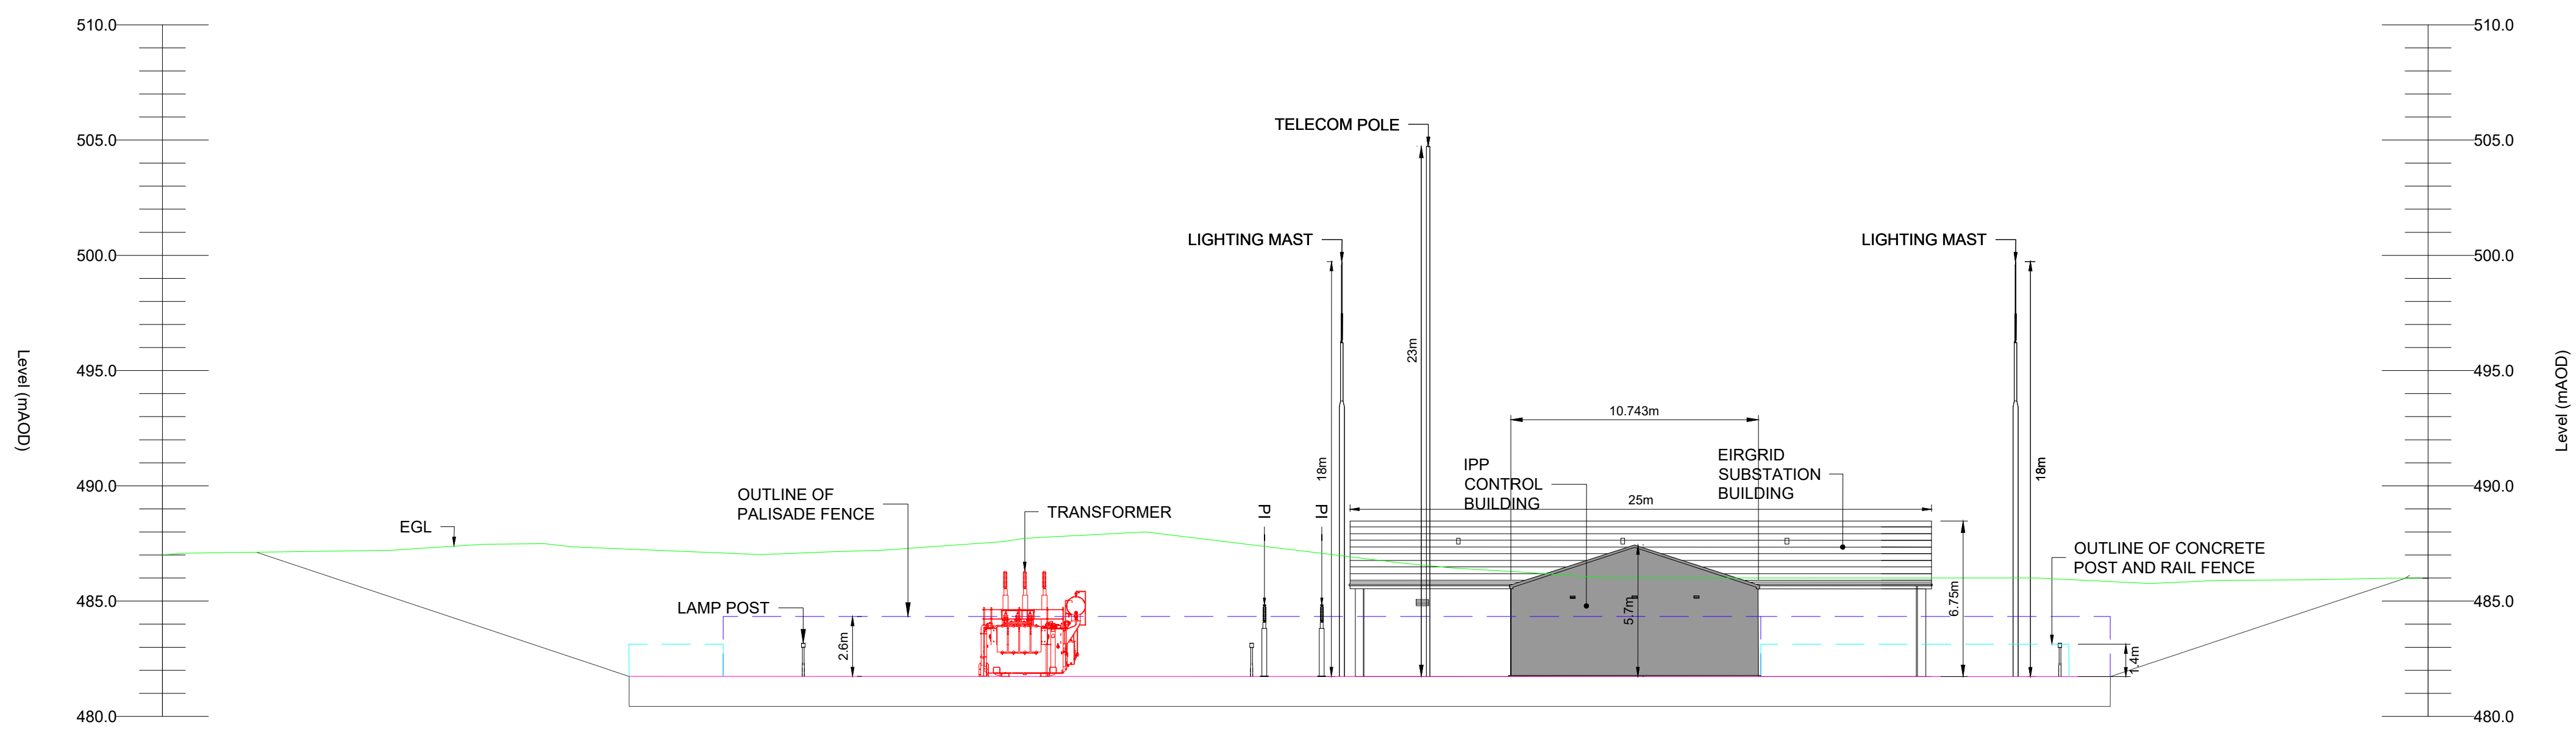 510.0
505.0
500.0
495.0
490.0
485.0
480.0
Level (mAOD)
EGL
OUTLINE OF
PALISADE FENCE
LAMP POST
2.6m
TRANSFORMER
PI
PI
LIGHTING MAST
18m
TELECOM POLE
23m
10.743m
IPP
CONTROL
BUILDING
EIRGRID
SUBSTATION
BUILDING
25m
5.7m
6.75m
LIGHTING MAST
18m
OUTLINE OF CONCRETE
POST AND RAIL FENCE
1.4m
510.0
505.0
500.0
495.0
490.0
485.0
480.0
Level (mAOD)